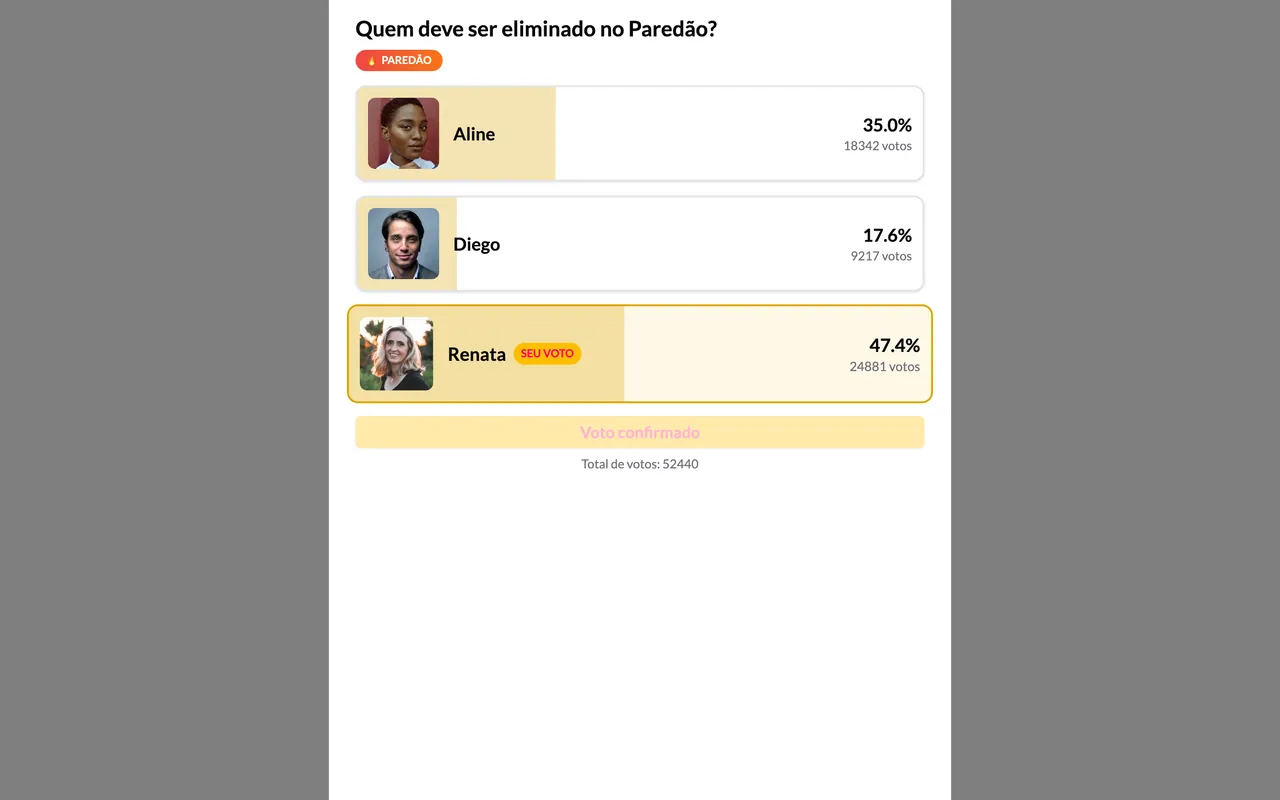 Quem deve ser eliminado no Paredão?
🔥 PAREDÃO
Aline
35.0%
18342 votos
Diego
17.6%
9217 votos
Renata SEU VOTO
47.4%
24881 votos
Voto confirmado
Total de votos: 52440